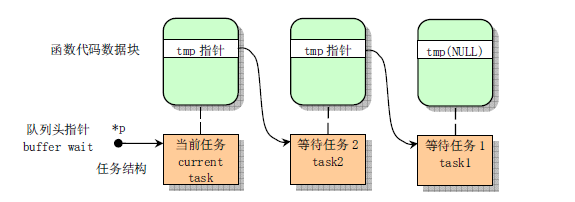 函数代码数据块
tmp 指针
tmp 指针
tmp(NULL)
队列头指针
buffer wait
*p
任务结构
当前任务
current
task
等待任务 2
task2
等待任务 1
task1